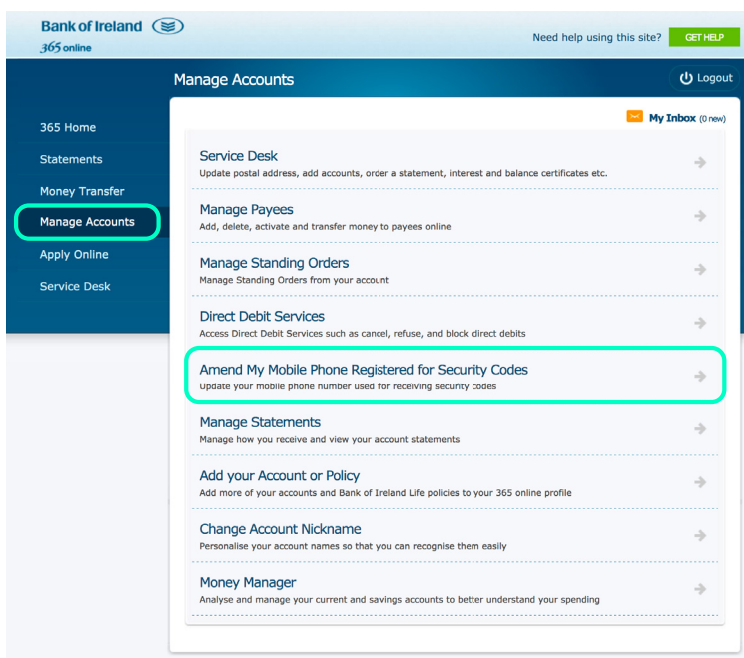 Bank of Ireland
365 online
Need help using this site?
GET HELP
Manage Accounts
Logout
My Inbox (0 new)
365 Home
Statements
Money Transfer
Manage Accounts
Apply Online
Service Desk
Service Desk
Update postal address, add accounts, order a statement, interest and balance certificates etc.
Manage Payees
Add, delete, activate and transfer money to payees online
Manage Standing Orders
Manage Standing Orders from your account
Direct Debit Services
Access Direct Debit Services such as cancel, refuse, and block direct debits
Amend My Mobile Phone Registered for Security Codes
Update your mobile phone number used for receiving security codes
Manage Statements
Manage how you receive and view your account statements
Add your Account or Policy
Add more of your accounts and Bank of Ireland Life policies to your 365 online profile
Change Account Nickname
Personalise your account names so that you can recognise them easily
Money Manager
Analyse and manage your current and savings accounts to better understand your spending